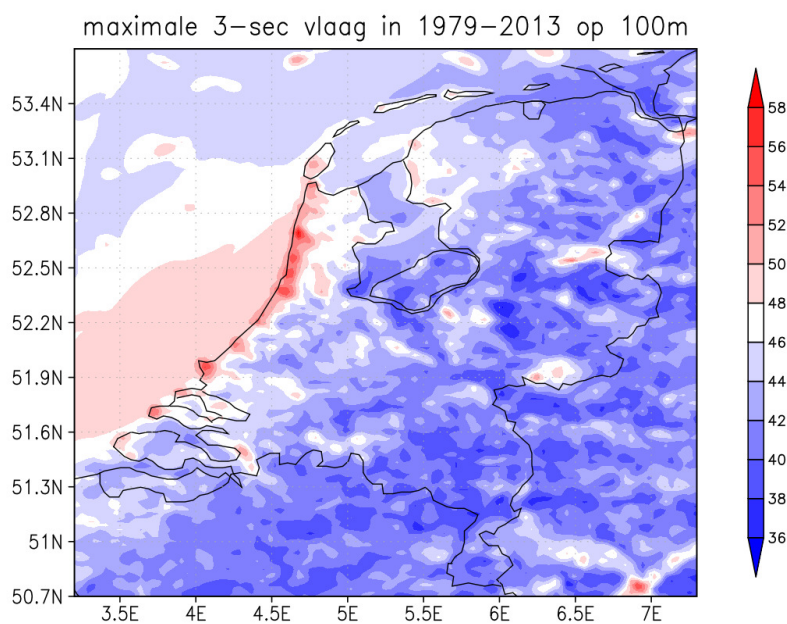 maximale 3-sec vlaag in 1979-2013 op 100m
53.4N
53.1N
52.8N
52.5N
52.2N
51.9N
51.6N
51.3N
51N
50.7N
3.5E 4E 4.5E 5E 5.5E 6E 6.5E 7E
58
56
54
52
50
48
46
44
42
40
38
36